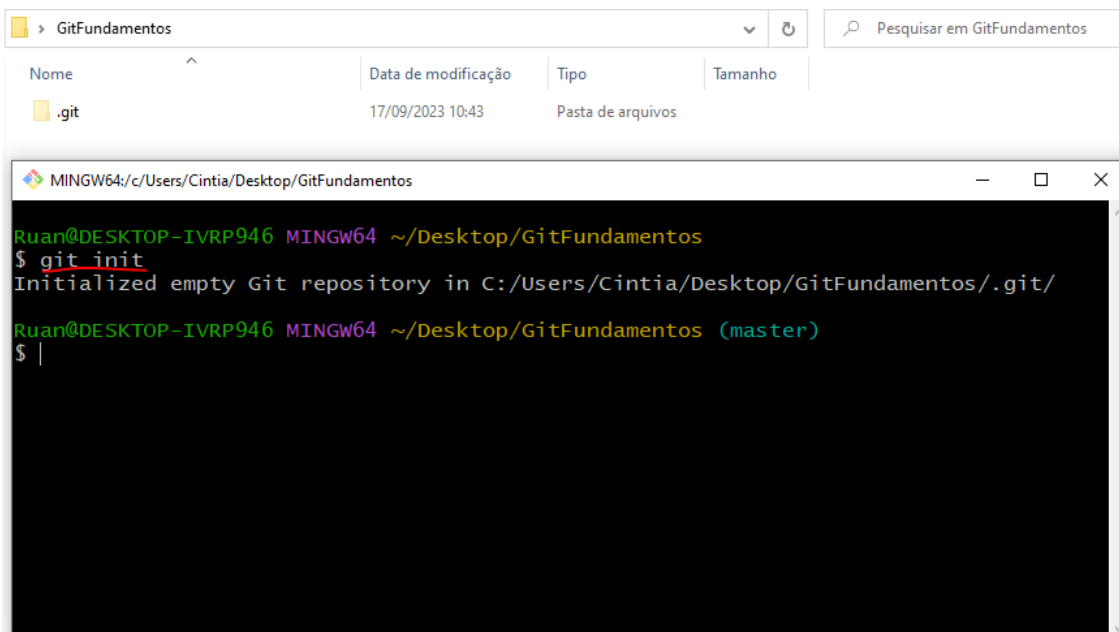 GitFundamentos
Pesquisar em GitFundamentos
Nome Data de modificação Tipo Tamanho
.git 17/09/2023 10:43 Pasta de arquivos
MINGW64:/c/Users/Cintia/Desktop/GitFundamentos
Ruan@DESKTOP-IVRP946 MINGW64 ~/Desktop/GitFundamentos
$ git init
Initialized empty Git repository in C:/Users/Cintia/Desktop/GitFundamentos/.git/
Ruan@DESKTOP-IVRP946 MINGW64 ~/Desktop/GitFundamentos (master)
$